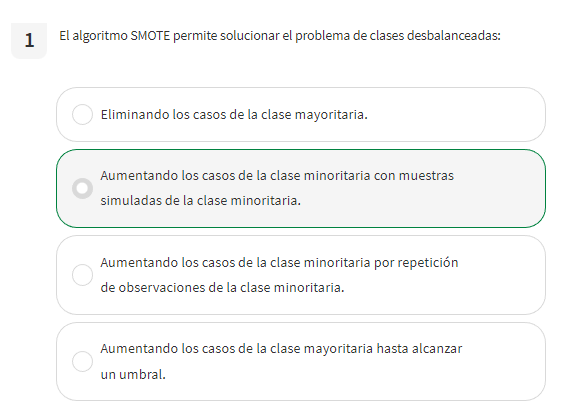 1 El algoritmo SMOTE permite solucionar el problema de clases desbalanceadas:
Eliminando los casos de la clase mayoritaria.
Aumentando los casos de la clase minoritaria con muestras
simuladas de la clase minoritaria.
Aumentando los casos de la clase minoritaria por repetición
de observaciones de la clase minoritaria.
Aumentando los casos de la clase mayoritaria hasta alcanzar
un umbral.